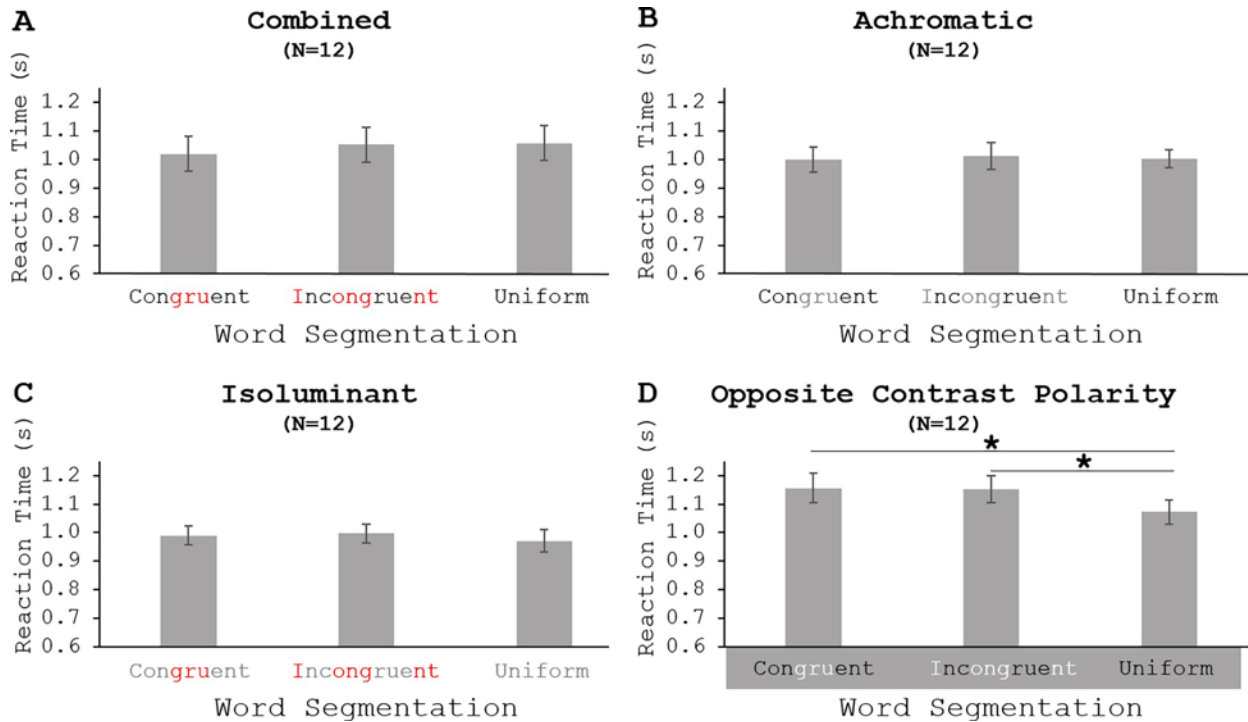 A
Combined
(N=12)
Reaction Time (s)
1.2
1.1
1.0
0.9
0.8
0.7
0.6
Congruent Incongruent Uniform
Word Segmentation
B
Achromatic
(N=12)
Reaction Time (s)
1.2
1.1
1.0
0.9
0.8
0.7
0.6
Congruent Incongruent Uniform
Word Segmentation
C
Isoluminant
(N=12)
Reaction Time (s)
1.2
1.1
1.0
0.9
0.8
0.7
0.6
Congruent Incongruent Uniform
Word Segmentation
D
Opposite Contrast Polarity
(N=12)
*
*
Reaction Time (s)
1.2
1.1
1.0
0.9
0.8
0.7
0.6
Congruent Incongruent Uniform
Word Segmentation